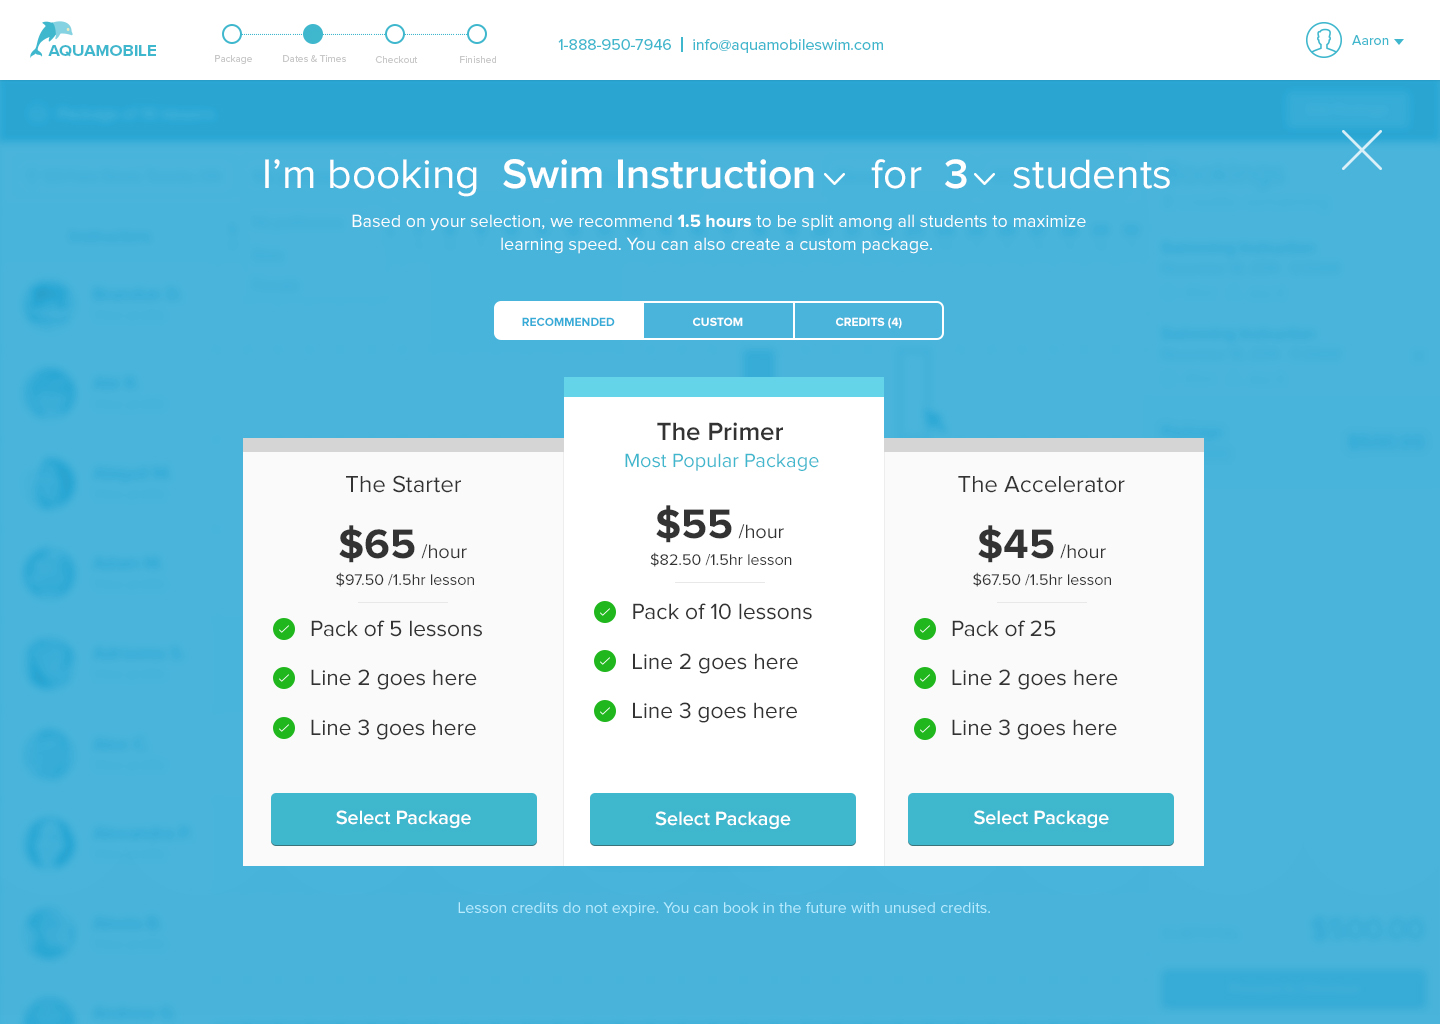 AQUAMOBILE
Package
Dates & Times
Checkout
Finished
1-888-950-7946 | info@aquamobileswim.com
Aaron
I'm booking Swim Instruction for 3 students
Based on your selection, we recommend 1.5 hours to be split among all students to maximize
learning speed. You can also create a custom package.
RECOMMENDED
CUSTOM
CREDITS (4)
The Starter
$65 /hour
$97.50 /1.5hr lesson
Pack of 5 lessons
Line 2 goes here
Line 3 goes here
Select Package
The Primer
Most Popular Package
$55 /hour
$82.50 /1.5hr lesson
Pack of 10 lessons
Line 2 goes here
Line 3 goes here
Select Package
The Accelerator
$45 /hour
$67.50 /1.5hr lesson
Pack of 25
Line 2 goes here
Line 3 goes here
Select Package
Lesson credits do not expire. You can book in the future with unused credits.
$500.00